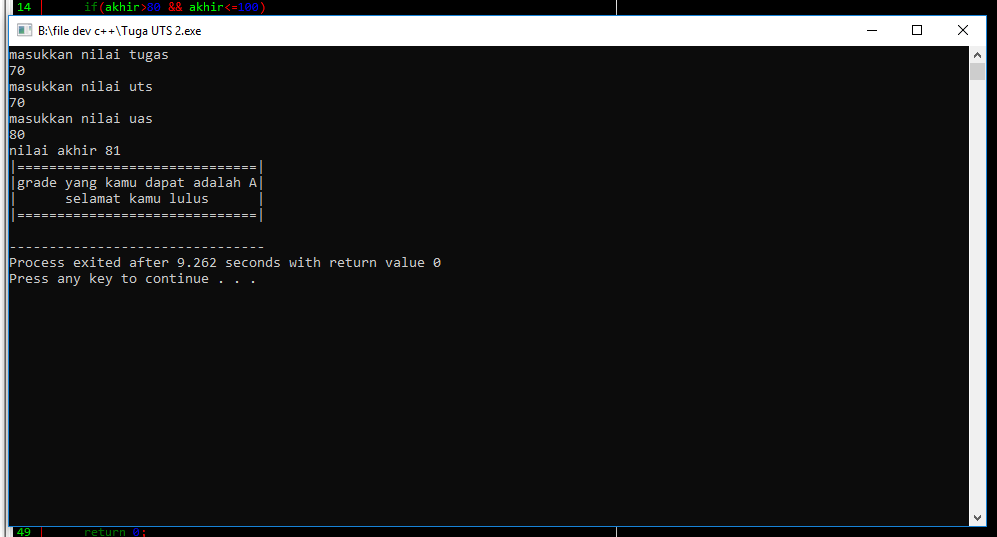 14 if(akhir>80 && akhir<=100)
B:\file dev c++\Tuga UTS 2.exe
masukkan nilai tugas
70
masukkan nilai uts
70
masukkan nilai uas
80
nilai akhir 81
|==============================|
|grade yang kamu dapat adalah A|
|      selamat kamu lulus      |
|==============================|
--------------------------------
Process exited after 9.262 seconds with return value 0
Press any key to continue . . .
49 return 0;